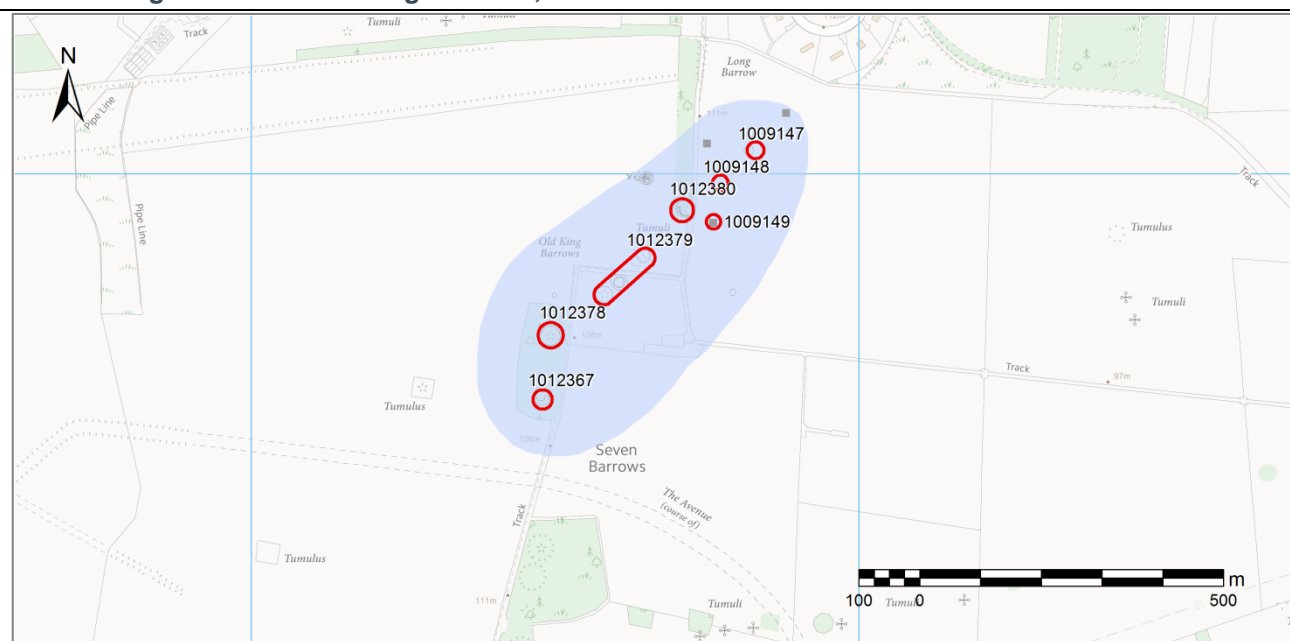 Tumuli
Track
N
Pipe Line
Long
Barrow
111m
112m
1009147
1009148
1012380
1009149
Track
Pipe Line
Tumulus
Tumuli
1012379
Old King
Barrows
Tumuli
1012378
108m
1012367
Track
97m
Tumulus
Seven
Barrows
106m
The Avenue
(course of)
Track
Tumulus
111m
Tumuli
m
100
0
500
Tumuli